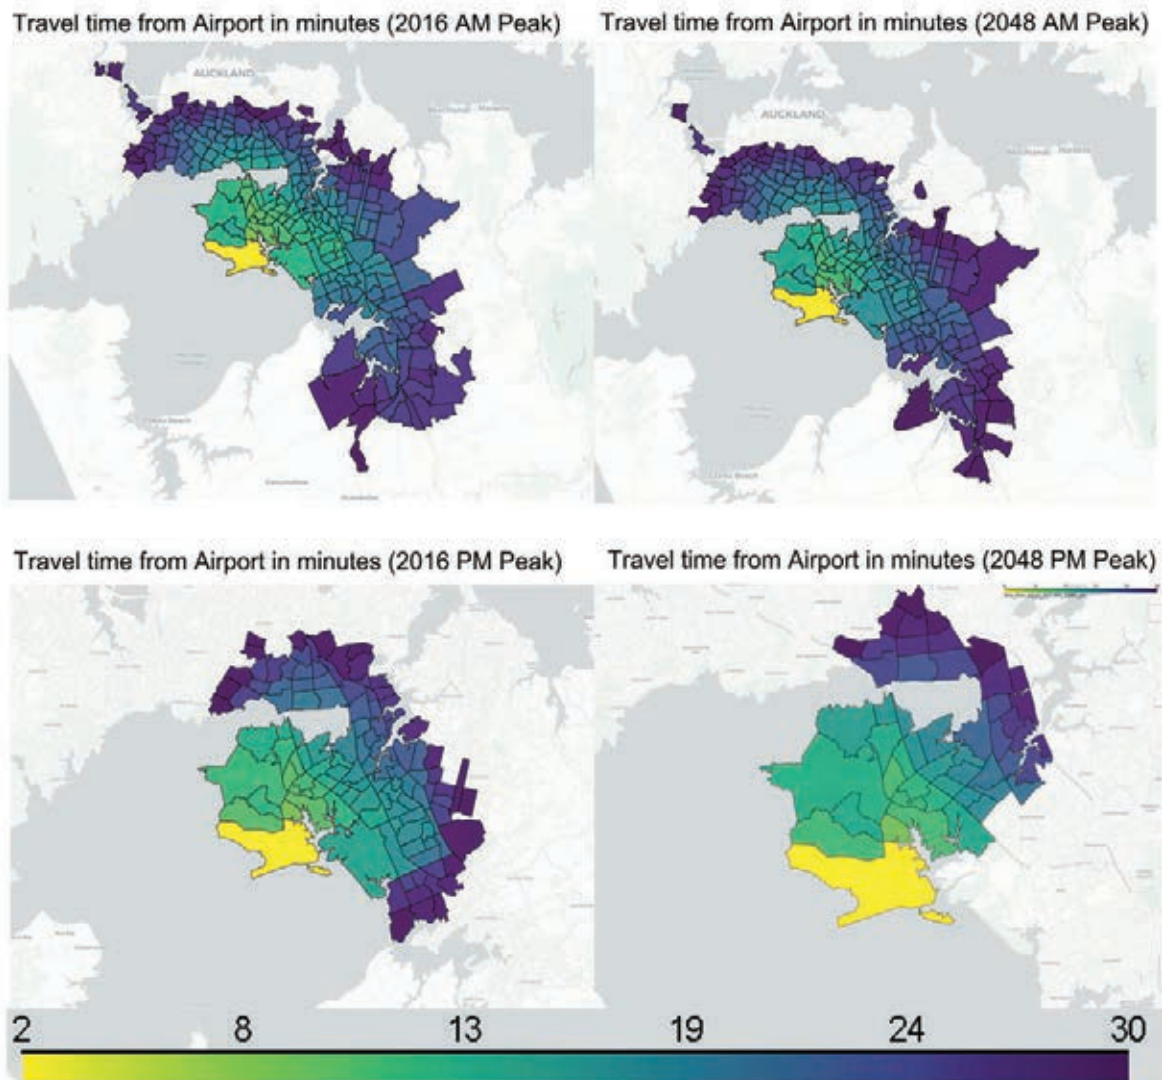 Travel time from Airport in minutes (2016 AM Peak)
Travel time from Airport in minutes (2048 AM Peak)
AUCKLAND
AUCKLAND
Travel time from Airport in minutes (2016 PM Peak)
Travel time from Airport in minutes (2048 PM Peak)
2 8 13 19 24 30